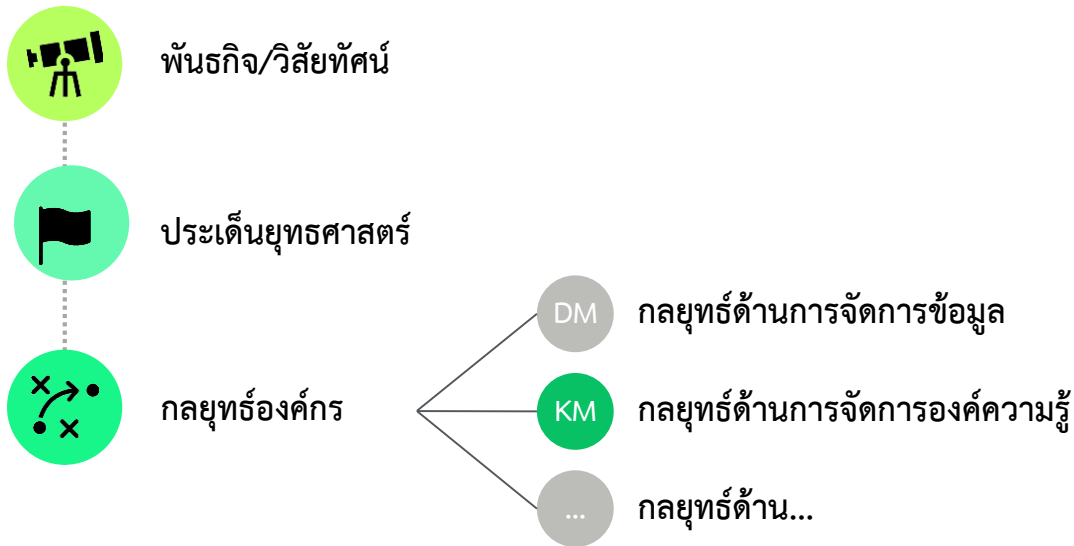 พันธกิจ/วิสัยทัศน์
ประเด็นยุทธศาสตร์
DM กลยุทธ์ด้านการจัดการข้อมูล
กลยุทธ์องค์กร
KM กลยุทธ์ด้านการจัดการองค์ความรู้
... กลยุทธ์ด้าน...